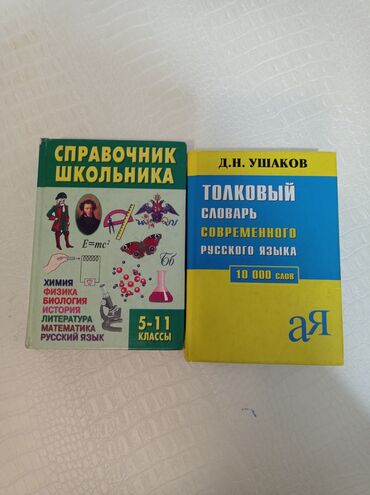 СПРАВОЧНИК
ШКОЛЬНИКА
E=mc²
Бб
ХИМИЯ
ФИЗИКА
БИОЛОГИЯ
ИСТОРИЯ
ЛИТЕРАТУРА
МАТЕМАТИКА
РУССКИЙ ЯЗЫК
5-11
КЛАССЫ
Д.Н. УШАКОВ
ТОЛКОВЫЙ
СЛОВАРЬ
СОВРЕМЕННОГО
РУССКОГО ЯЗЫКА
10 000 СЛОВ
аЯ